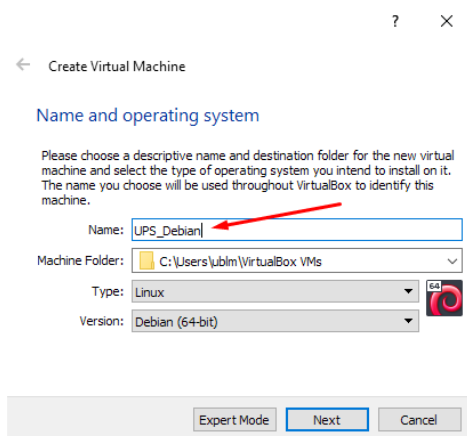 ?
Create Virtual Machine
Name and operating system
Please choose a descriptive name and destination folder for the new virtual
machine and select the type of operating system you intend to install on it.
The name you choose will be used throughout VirtualBox to identify this
machine.
Name: UPS_Debian
Machine Folder: C:\Users\ublm\VirtualBox VMs
Type: Linux
64
Version: Debian (64-bit)
Expert Mode Next Cancel